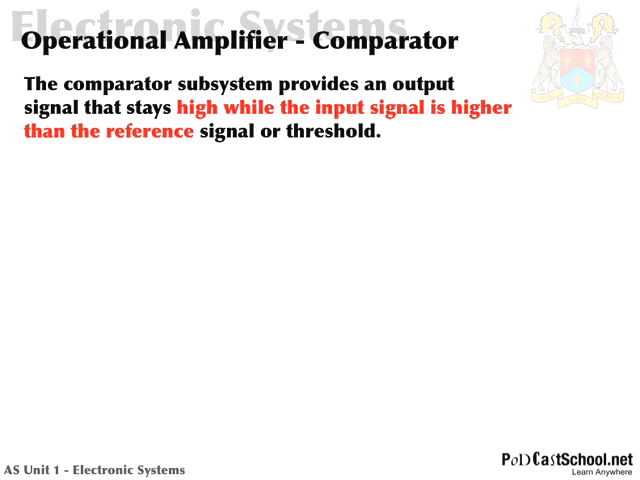 Electronic Systems
Operational Amplifier - Comparator
The comparator subsystem provides an output
signal that stays high while the input signal is higher
than the reference signal or threshold.
AS Unit 1 - Electronic Systems
PoDCastSchool.net
Learn Anywhere